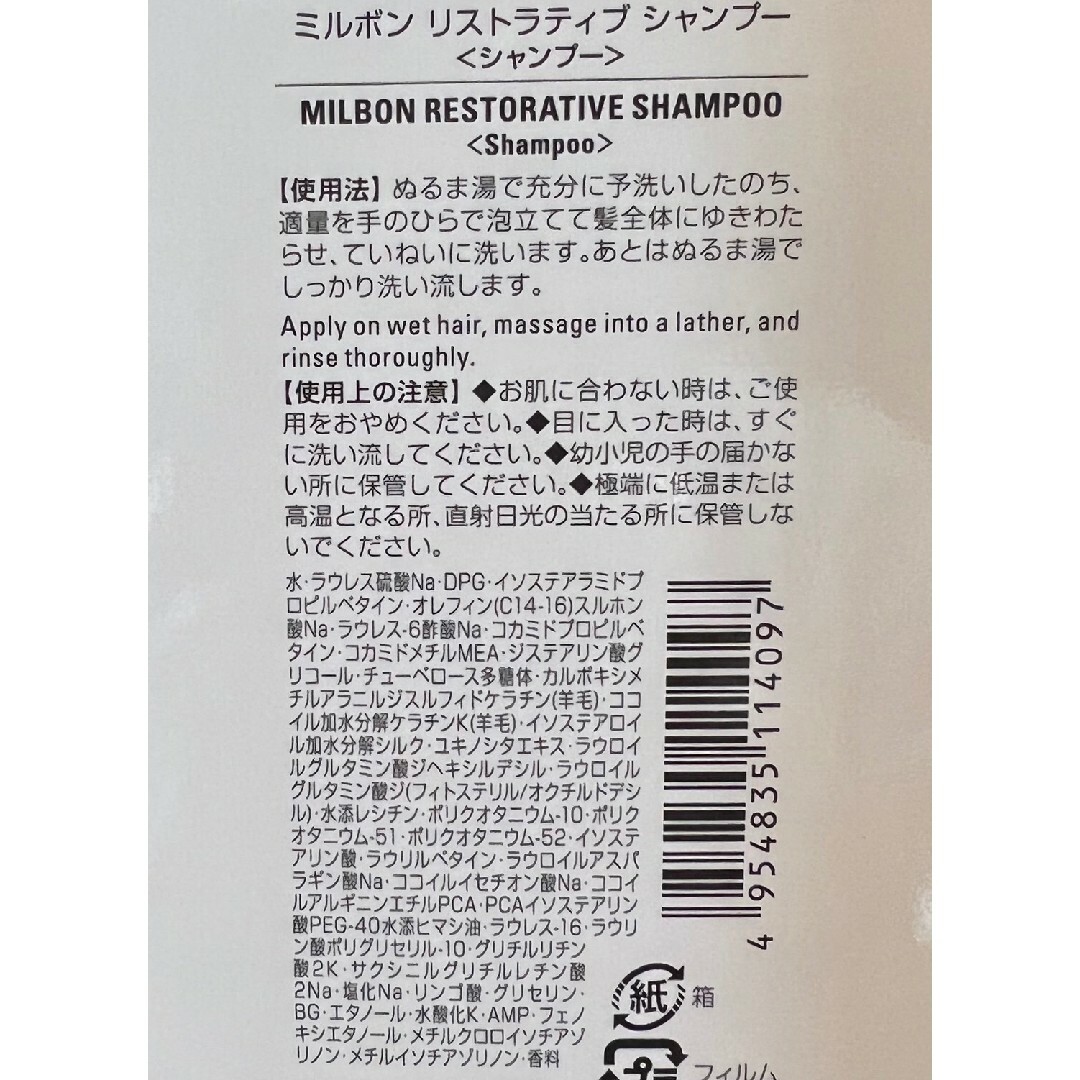 ミルボン リストラティブ シャンプー
<シャンプー>
MILBON RESTORATIVE SHAMPOO
<Shampoo>
【使用法】ぬるま湯で充分に予洗いしたのち、
適量を手のひらで泡立てて髪全体にゆきわた
らせ、ていねいに洗います。あとはぬるま湯で
しっかり洗い流します。
Apply on wet hair, massage into a lather, and
rinse thoroughly.
【使用上の注意】◆お肌に合わない時は、ご使
用をおやめください。◆目に入った時は、すぐ
に洗い流してください。◆幼小児の手の届かな
い所に保管してください。◆極端に低温または
高温となる所、直射日光の当たる所に保管しな
いでください。
水・ラウレス硫酸Na・DPG・イソステアラミドプ
ロピルベタイン・オレフィン(C14-16)スルホン
酸Na・ラウレス-6酢酸Na・コカミドプロピルベ
タイン・コカミドメチルMEA・ジステアリン酸グ
リコール・チューベロース多糖体・カルボキシメ
チルアラニルジスルフィドケラチン(羊毛)・ココ
イル加水分解ケラチンK(羊毛)・イソステアロイ
ル加水分解シルク・ユキノシタエキス・ラウロイ
ルグルタミン酸ジヘキシルデシル・ラウロイル
グルタミン酸ジ(フィトステリル/オクチルドデシ
ル)・水添レシチン・ポリクオタニウム-10・ポリク
オタニウム-51・ポリクオタニウム-52・イソステ
アリン酸・ラウリルベタイン・ラウロイルアスパ
ラギン酸Na・ココイルイセチオン酸Na・ココイ
ルアルギニンエチルPCA・PCAイソステアリン
酸PEG-40水添ヒマシ油・ラウレス-16・ラウリ
ン酸ポリグリセリル-10・グリチルリチン
酸2K・サクシニルグリチルレチン酸
2Na・塩化Na・リンゴ酸・グリセリン・
BG・エタノール・水酸化K・AMP・フェノ
キシエタノール・メチルクロロイソチアゾ
リノン・メチルイソチアゾリノン・香料
4 954835 114097
紙 箱
プ フィルム